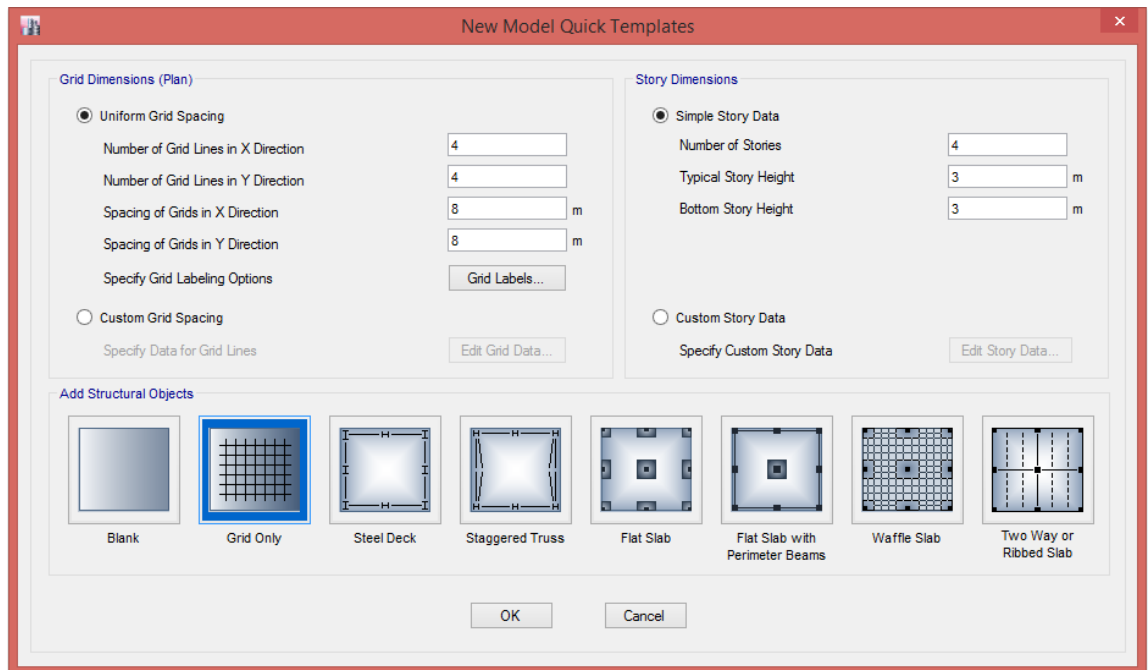 New Model Quick Templates
Grid Dimensions (Plan)
Uniform Grid Spacing
Number of Grid Lines in X Direction 4
Number of Grid Lines in Y Direction 4
Spacing of Grids in X Direction 8 m
Spacing of Grids in Y Direction 8 m
Specify Grid Labeling Options Grid Labels...
Custom Grid Spacing
Specify Data for Grid Lines Edit Grid Data...
Story Dimensions
Simple Story Data
Number of Stories 4
Typical Story Height 3 m
Bottom Story Height 3 m
Custom Story Data
Specify Custom Story Data Edit Story Data...
Add Structural Objects
Blank
Grid Only
Steel Deck
Staggered Truss
Flat Slab
Flat Slab with
Perimeter Beams
Waffle Slab
Two Way or
Ribbed Slab
OK Cancel